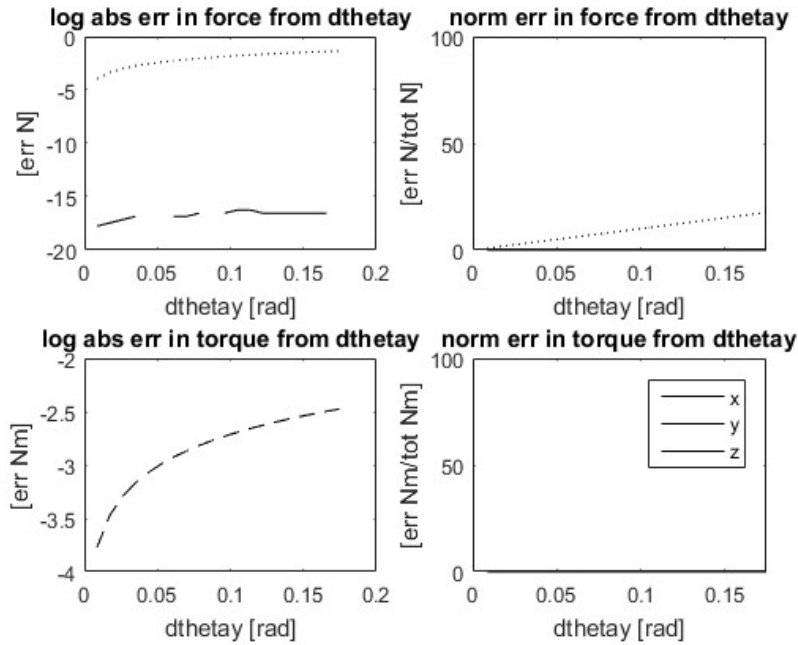 log abs err in force from dthetay
0
-5
-10
-15
-20
[err N]
0
0.05
0.1
0.15
0.2
dthetay [rad]
norm err in force from dthetay
100
50
0
[err N/tot N]
0
0.05
0.1
0.15
dthetay [rad]
log abs err in torque from dthetay
-2
-2.5
-3
-3.5
-4
[err Nm]
0
0.05
0.1
0.15
0.2
dthetay [rad]
norm err in torque from dthetay
100
50
0
[err Nm/tot Nm]
x
y
z
0
0.05
0.1
0.15
dthetay [rad]